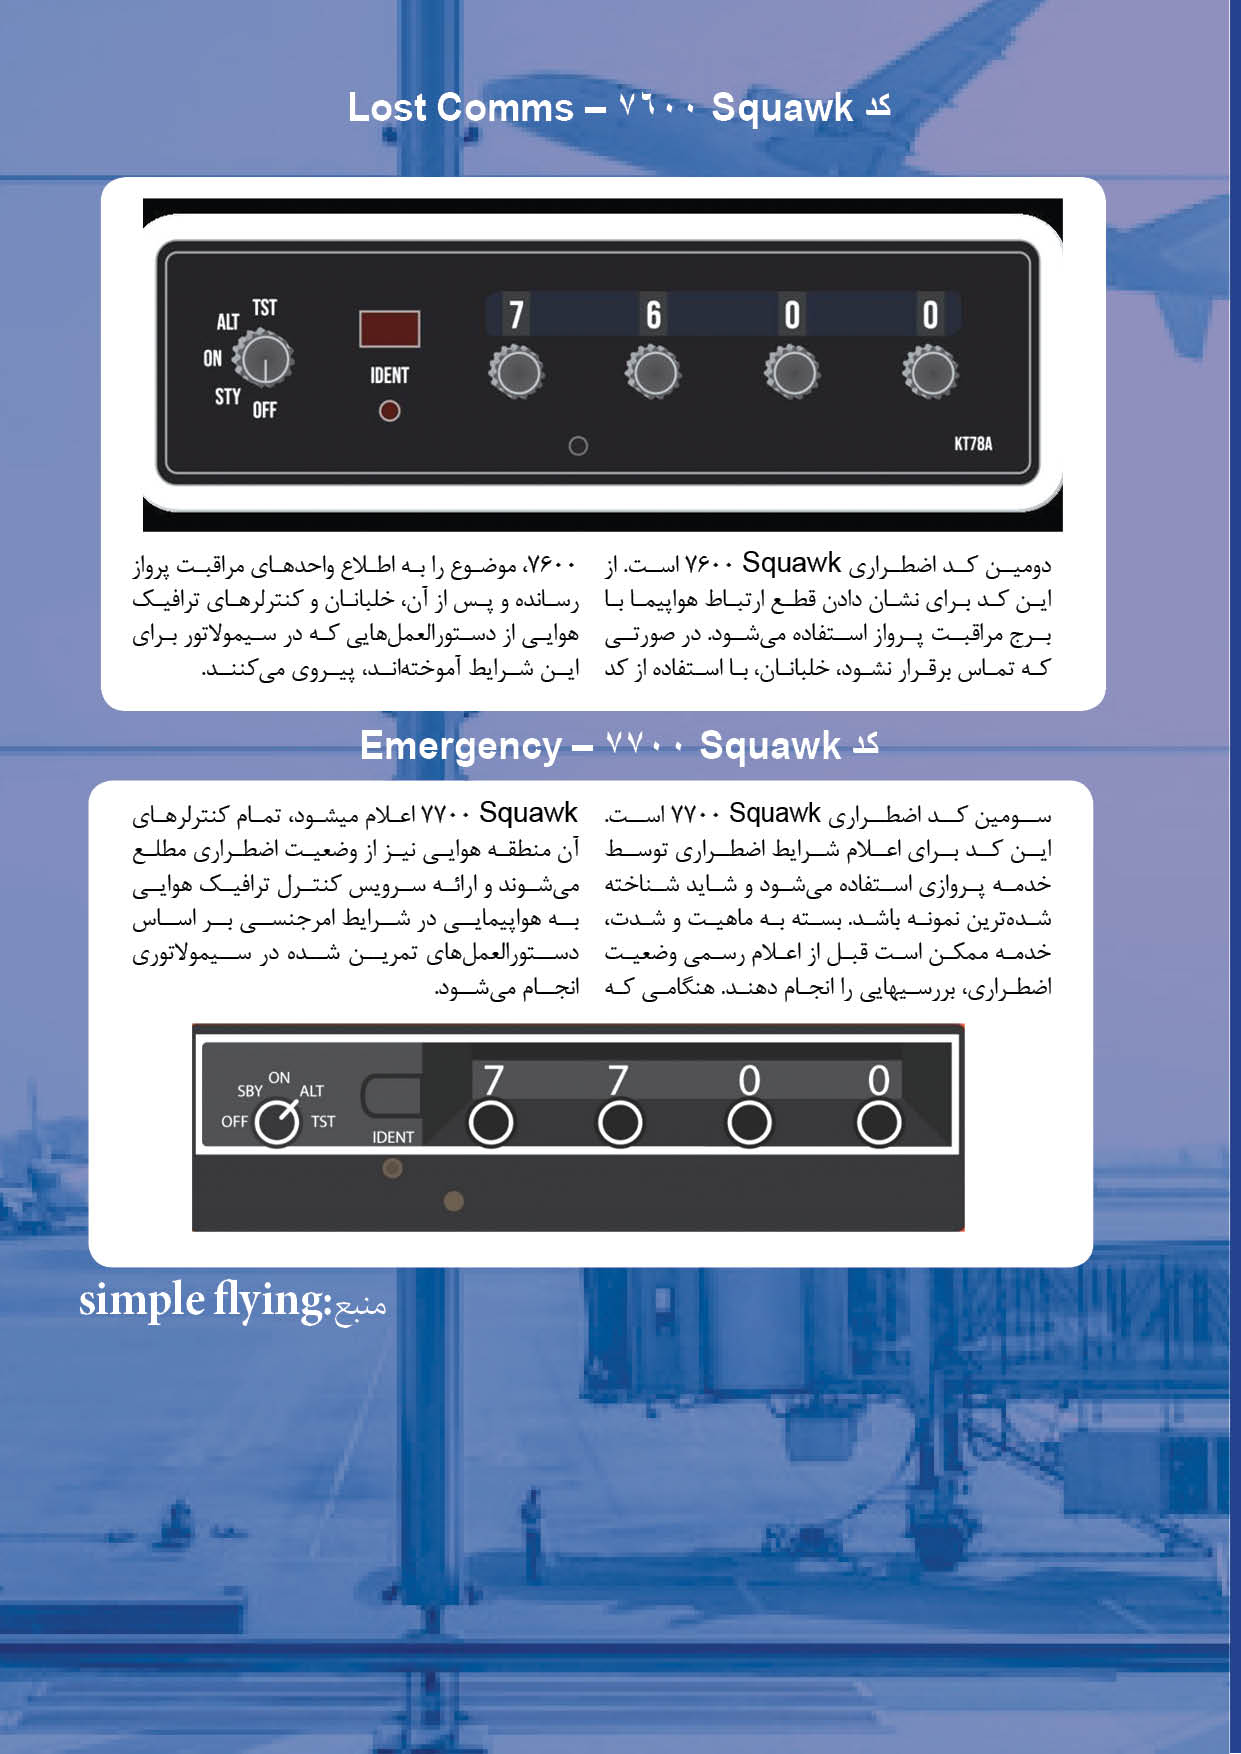 کد Squawk ۷٦۰۰ – Lost Comms
TST
ALT
ON
STY
OFF
IDENT
7 6 0 0
KT78A
دومین کد اضطراری Squawk ۷۶۰۰ است. از
این کد برای نشان دادن قطع ارتباط هواپیما با
برج مراقبت پرواز استفاده می‌شود. در صورتی
که تماس برقرار نشود، خلبانان، با استفاده از کد
۷۶۰۰، موضوع را به اطلاع واحدهای مراقبت پرواز
رسانده و پس از آن، خلبانان و کنترلرهای ترافیک
هوایی از دستورالعمل‌هایی که در سیمولاتور برای
این شرایط آموخته‌اند، پیروی می‌کنند.
کد Squawk ۷۷۰۰ – Emergency
سومین کد اضطراری Squawk ۷۷۰۰ است.
این کد برای اعلام شرایط اضطراری توسط
خدمه پروازی استفاده می‌شود و شاید شناخته
شده‌ترین نمونه باشد. بسته به ماهیت و شدت،
خدمه ممکن است قبل از اعلام رسمی وضعیت
اضطراری، بررسیهایی را انجام دهند. هنگامی که
Squawk ۷۷۰۰ اعلام میشود، تمام کنترلرهای
آن منطقه هوایی نیز از وضعیت اضطراری مطلع
می‌شوند و ارائه سرویس کنترل ترافیک هوایی
به هواپیمایی در شرایط امرجنسی بر اساس
دستورالعمل‌های تمرین شده در سیمولاتوری
انجام می‌شود.
ON
SBY
ALT
OFF
TST
IDENT
7 7 0 0
منبع:simple flying